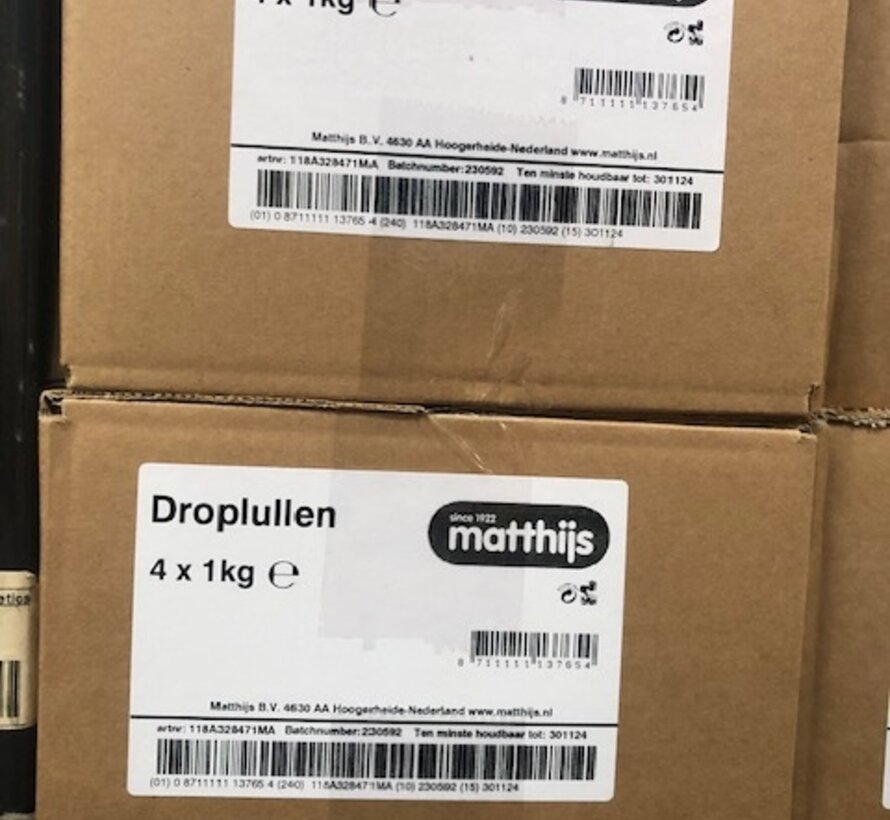 4 x 1kg ℮
8 711111 137654
Matthijs B.V. 4630 AA Hoogerheide-Nederland www.matthijs.nl
artnr: 118A328471MA Batchnumber: 230592 Ten minste houdbaar tot: 301124
(01) 0 8711111 13765 4 (240) 118A328471MA (10) 230592 (15) 301124
Droplullen
since 1922
matthijs
4 x 1kg ℮
8 711111 137654
Matthijs B.V. 4630 AA Hoogerheide-Nederland www.matthijs.nl
artnr: 118A328471MA Batchnumber: 230592 Ten minste houdbaar tot: 301124
(01) 0 8711111 13765 4 (240) 118A328471MA (10) 230592 (15) 301124